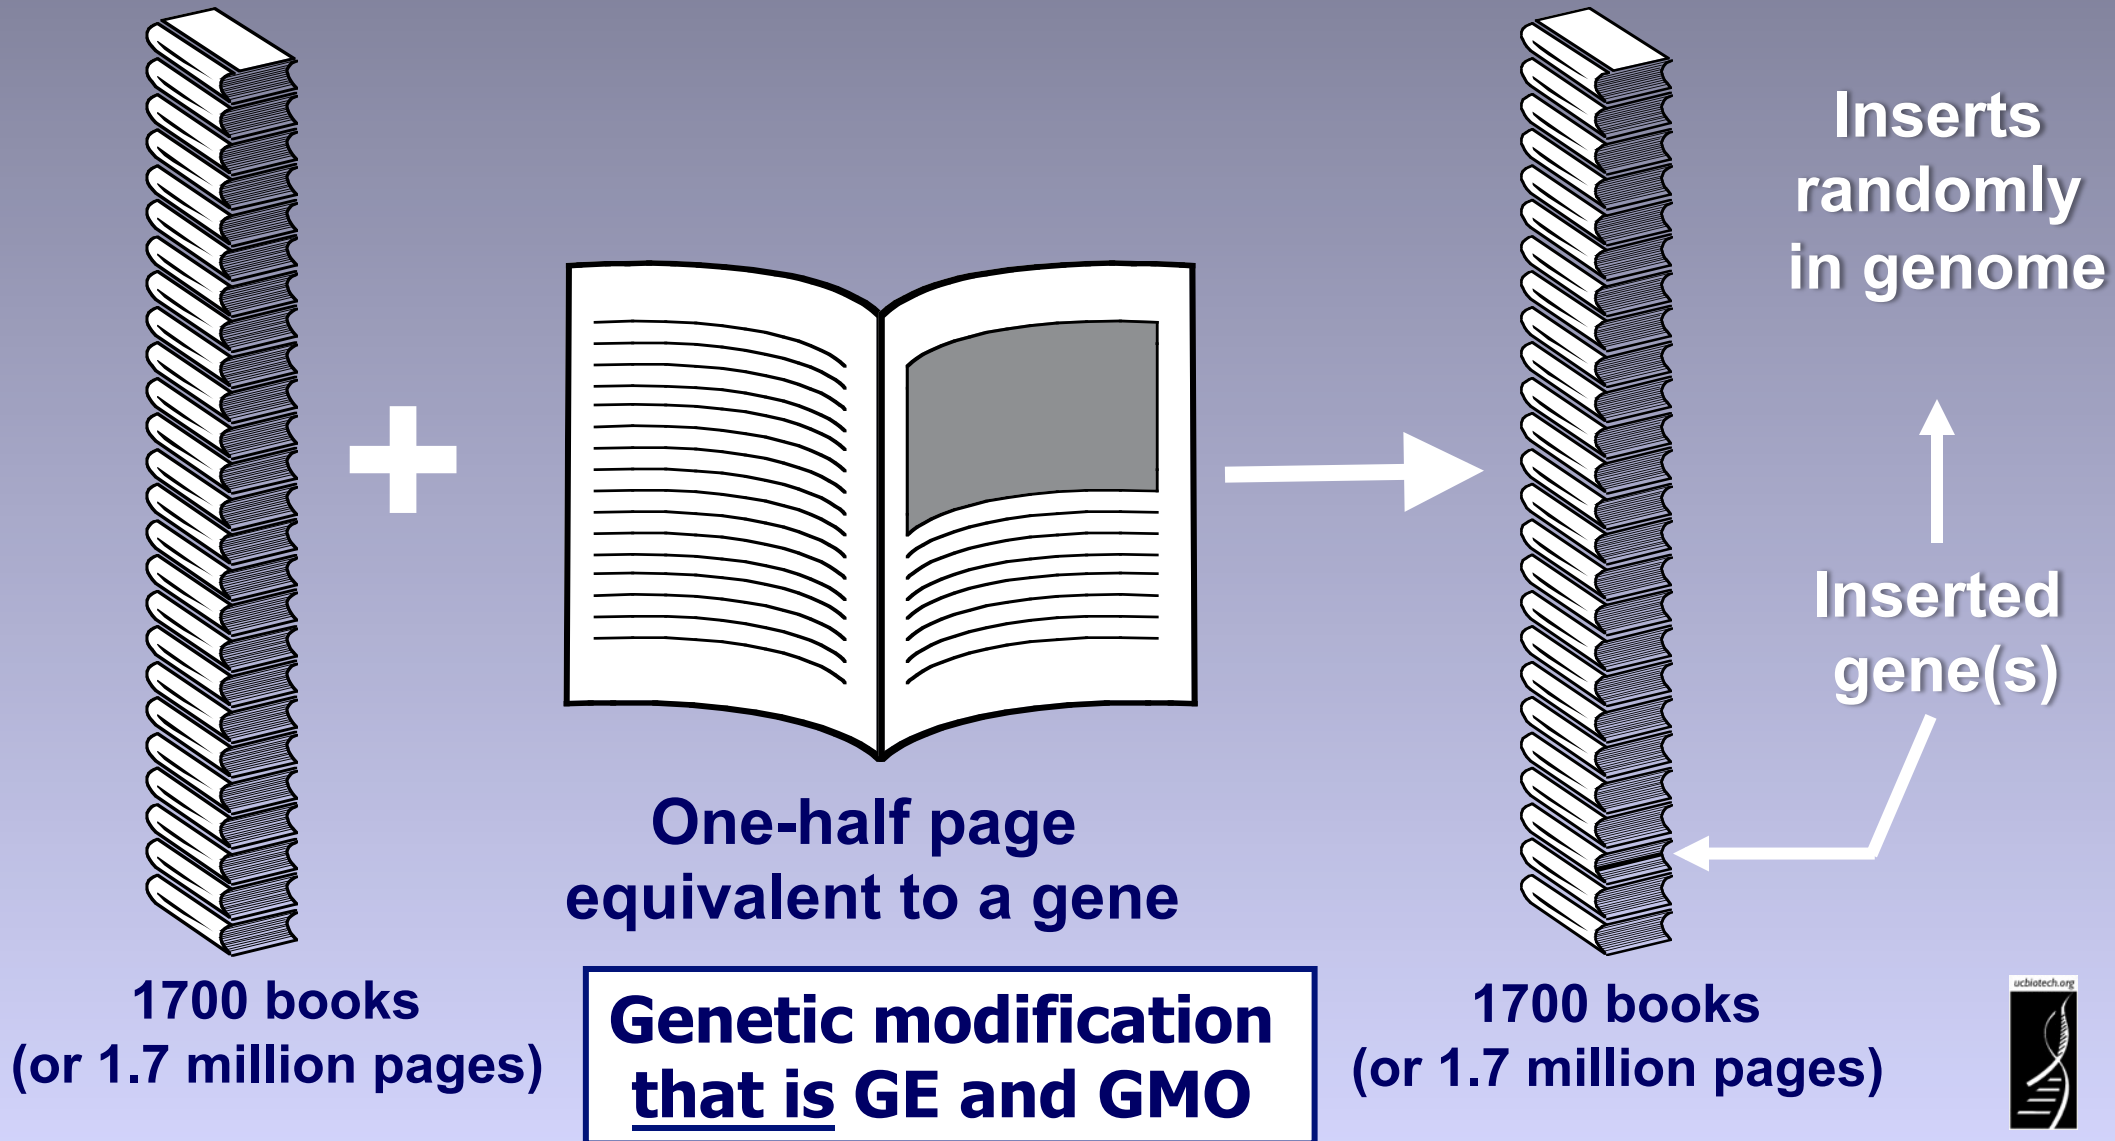 1700 books
(or 1.7 million pages)
One-half page
equivalent to a gene
Genetic modification
that is GE and GMO
1700 books
(or 1.7 million pages)
Inserts
randomly
in genome
Inserted
gene(s)
ucbiotech.org